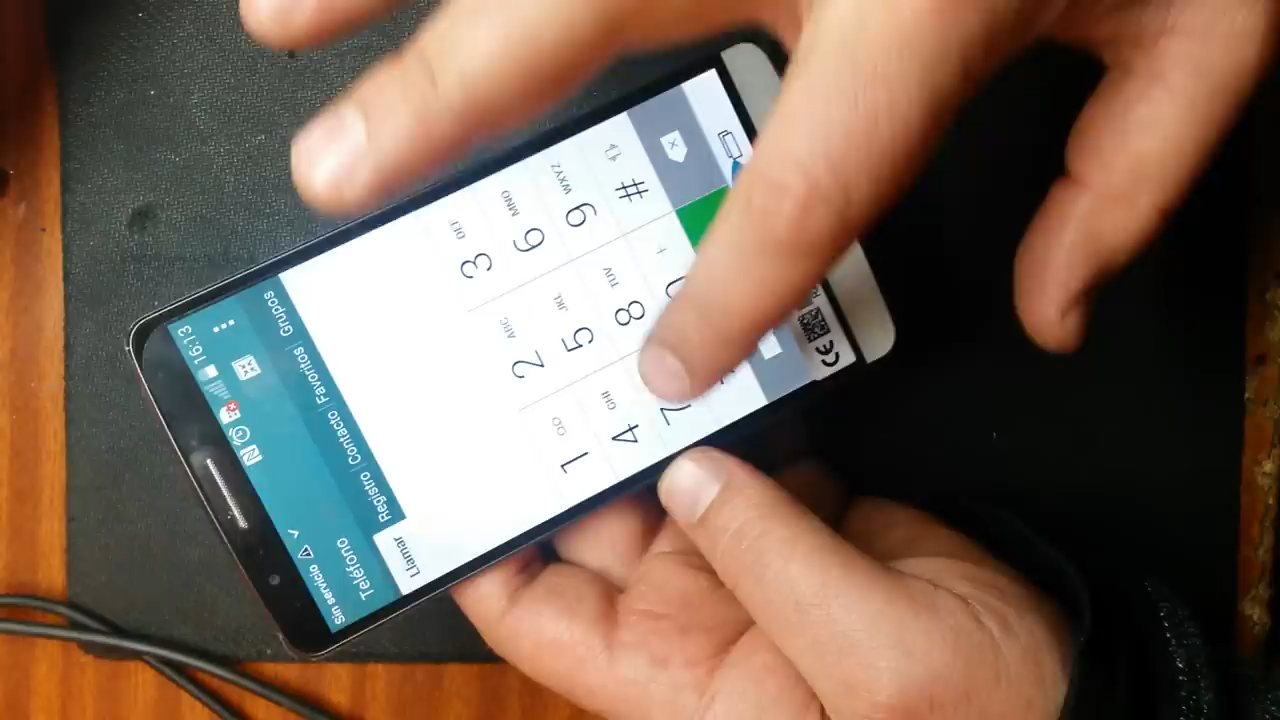 Sin servicio 16:13
Teléfono
Llamar Registro Contacto Favoritos Grupos
1 2 ABC 3 DEF
4 GHI 5 JKL 6 MNO
7 8 TUV 9 WXYZ
0 + #
CE